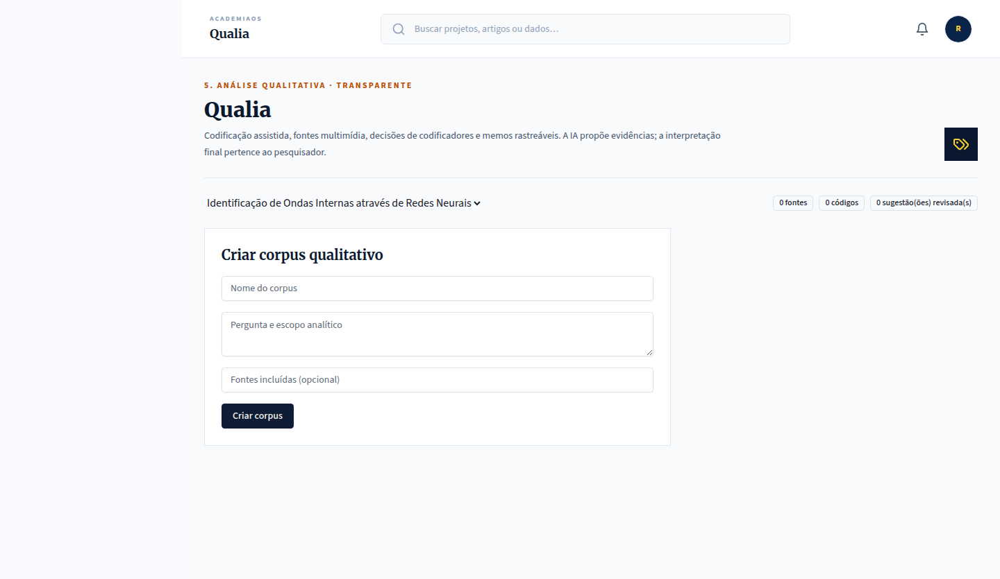 ACADEMIAOS
Qualia
Buscar projetos, artigos ou dados…
R
5. ANÁLISE QUALITATIVA · TRANSPARENTE
Qualia
Codificação assistida, fontes multimídia, decisões de codificadores e memos rastreáveis. A IA propõe evidências; a interpretação
final pertence ao pesquisador.
Identificação de Ondas Internas através de Redes Neurais
0 fontes
0 códigos
0 sugestão(ões) revisada(s)
Criar corpus qualitativo
Nome do corpus
Pergunta e escopo analítico
Fontes incluídas (opcional)
Criar corpus